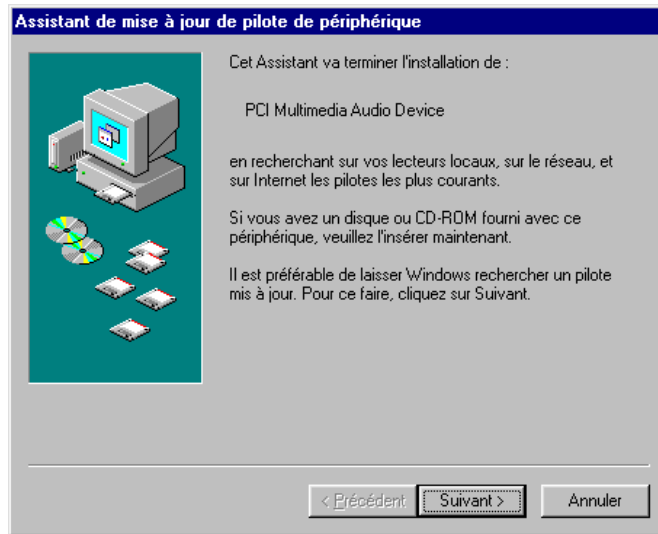 Assistant de mise à jour de pilote de périphérique
Cet Assistant va terminer l'installation de :
PCI Multimedia Audio Device
en recherchant sur vos lecteurs locaux, sur le réseau, et
sur Internet les pilotes les plus courants.
Si vous avez un disque ou CD-ROM fourni avec ce
périphérique, veuillez l'insérer maintenant.
Il est préférable de laisser Windows rechercher un pilote
mis à jour. Pour ce faire, cliquez sur Suivant.
< Précédent Suivant > Annuler